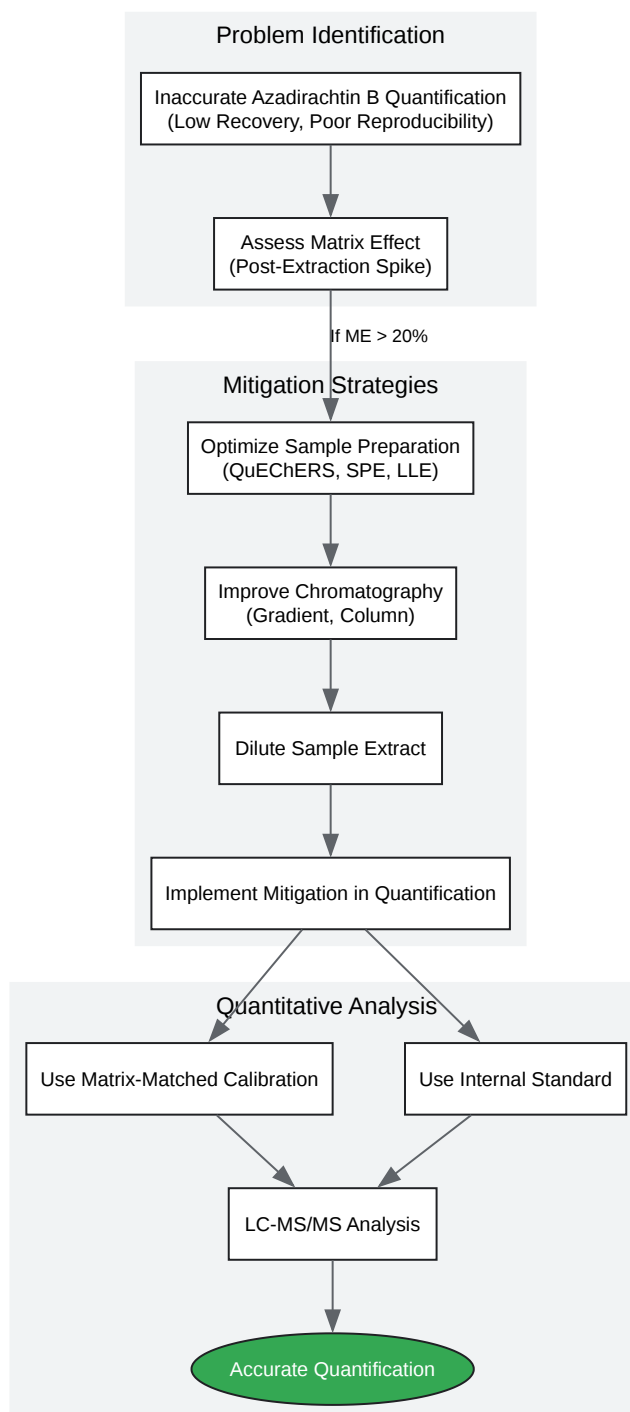 Problem Identification
Inaccurate Azadirachtin B Quantification
(Low Recovery, Poor Reproducibility)
Assess Matrix Effect
(Post-Extraction Spike)
If ME > 20%
Mitigation Strategies
Optimize Sample Preparation
(QuEChERS, SPE, LLE)
Improve Chromatography
(Gradient, Column)
Dilute Sample Extract
Implement Mitigation in Quantification
Quantitative Analysis
Use Matrix-Matched Calibration
Use Internal Standard
LC-MS/MS Analysis
Accurate Quantification